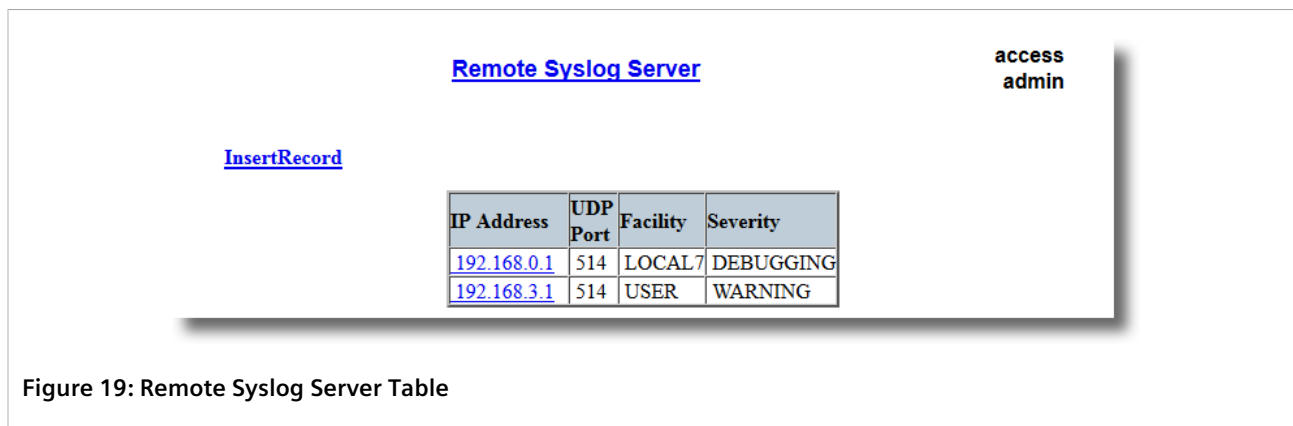 Remote Syslog Server
access
admin
InsertRecord
IP Address UDP Port Facility Severity
192.168.0.1 514 LOCAL7 DEBUGGING
192.168.3.1 514 USER WARNING
Figure 19: Remote Syslog Server Table